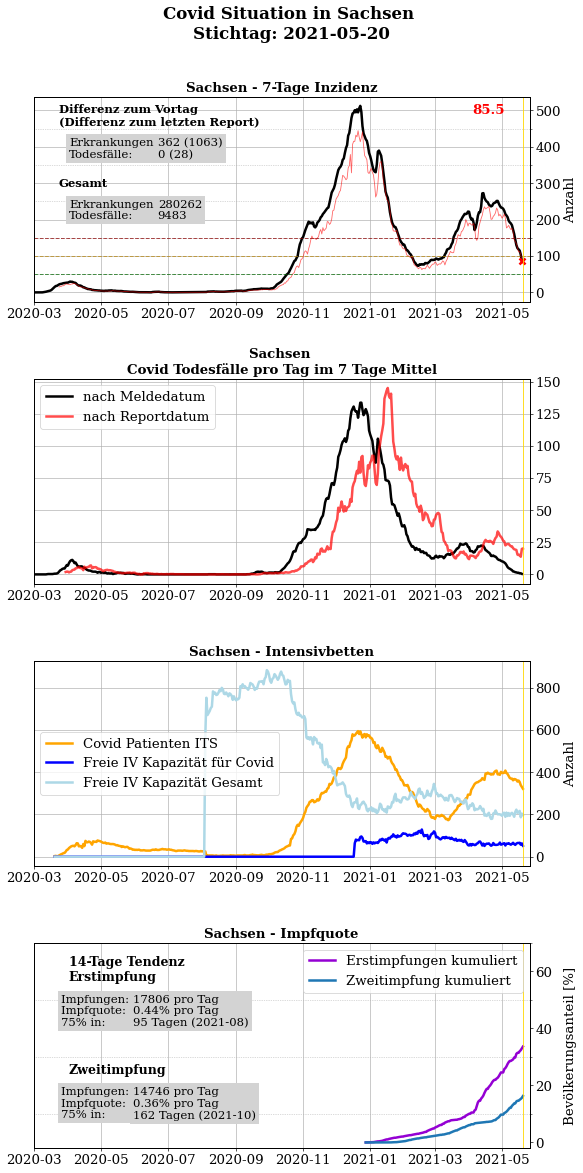 Covid Situation in Sachsen
Stichtag: 2021-05-20
Sachsen - 7-Tage Inzidenz
Differenz zum Vortag
(Differenz zum letzten Report)
Erkrankungen 362 (1063)
Todesfälle: 0 (28)
Gesamt
Erkrankungen 280262
Todesfälle: 9483
85.5
500
400
300
200
100
0
Anzahl
2020-03 2020-05 2020-07 2020-09 2020-11 2021-01 2021-03 2021-05
Sachsen
Covid Todesfälle pro Tag im 7 Tage Mittel
nach Meldedatum
nach Reportdatum
150
125
100
75
50
25
0
2020-03 2020-05 2020-07 2020-09 2020-11 2021-01 2021-03 2021-05
Sachsen - Intensivbetten
Covid Patienten ITS
Freie IV Kapazität für Covid
Freie IV Kapazität Gesamt
800
600
400
200
0
Anzahl
2020-03 2020-05 2020-07 2020-09 2020-11 2021-01 2021-03 2021-05
Sachsen - Impfquote
14-Tage Tendenz
Erstimpfung
Impfungen: 17806 pro Tag
Impfquote: 0.44% pro Tag
75% in: 95 Tagen (2021-08)
Zweitimpfung
Impfungen: 14746 pro Tag
Impfquote: 0.36% pro Tag
75% in: 162 Tagen (2021-10)
Erstimpfungen kumuliert
Zweitimpfung kumuliert
60
40
20
0
Bevölkerungsanteil [%]
2020-03 2020-05 2020-07 2020-09 2020-11 2021-01 2021-03 2021-05